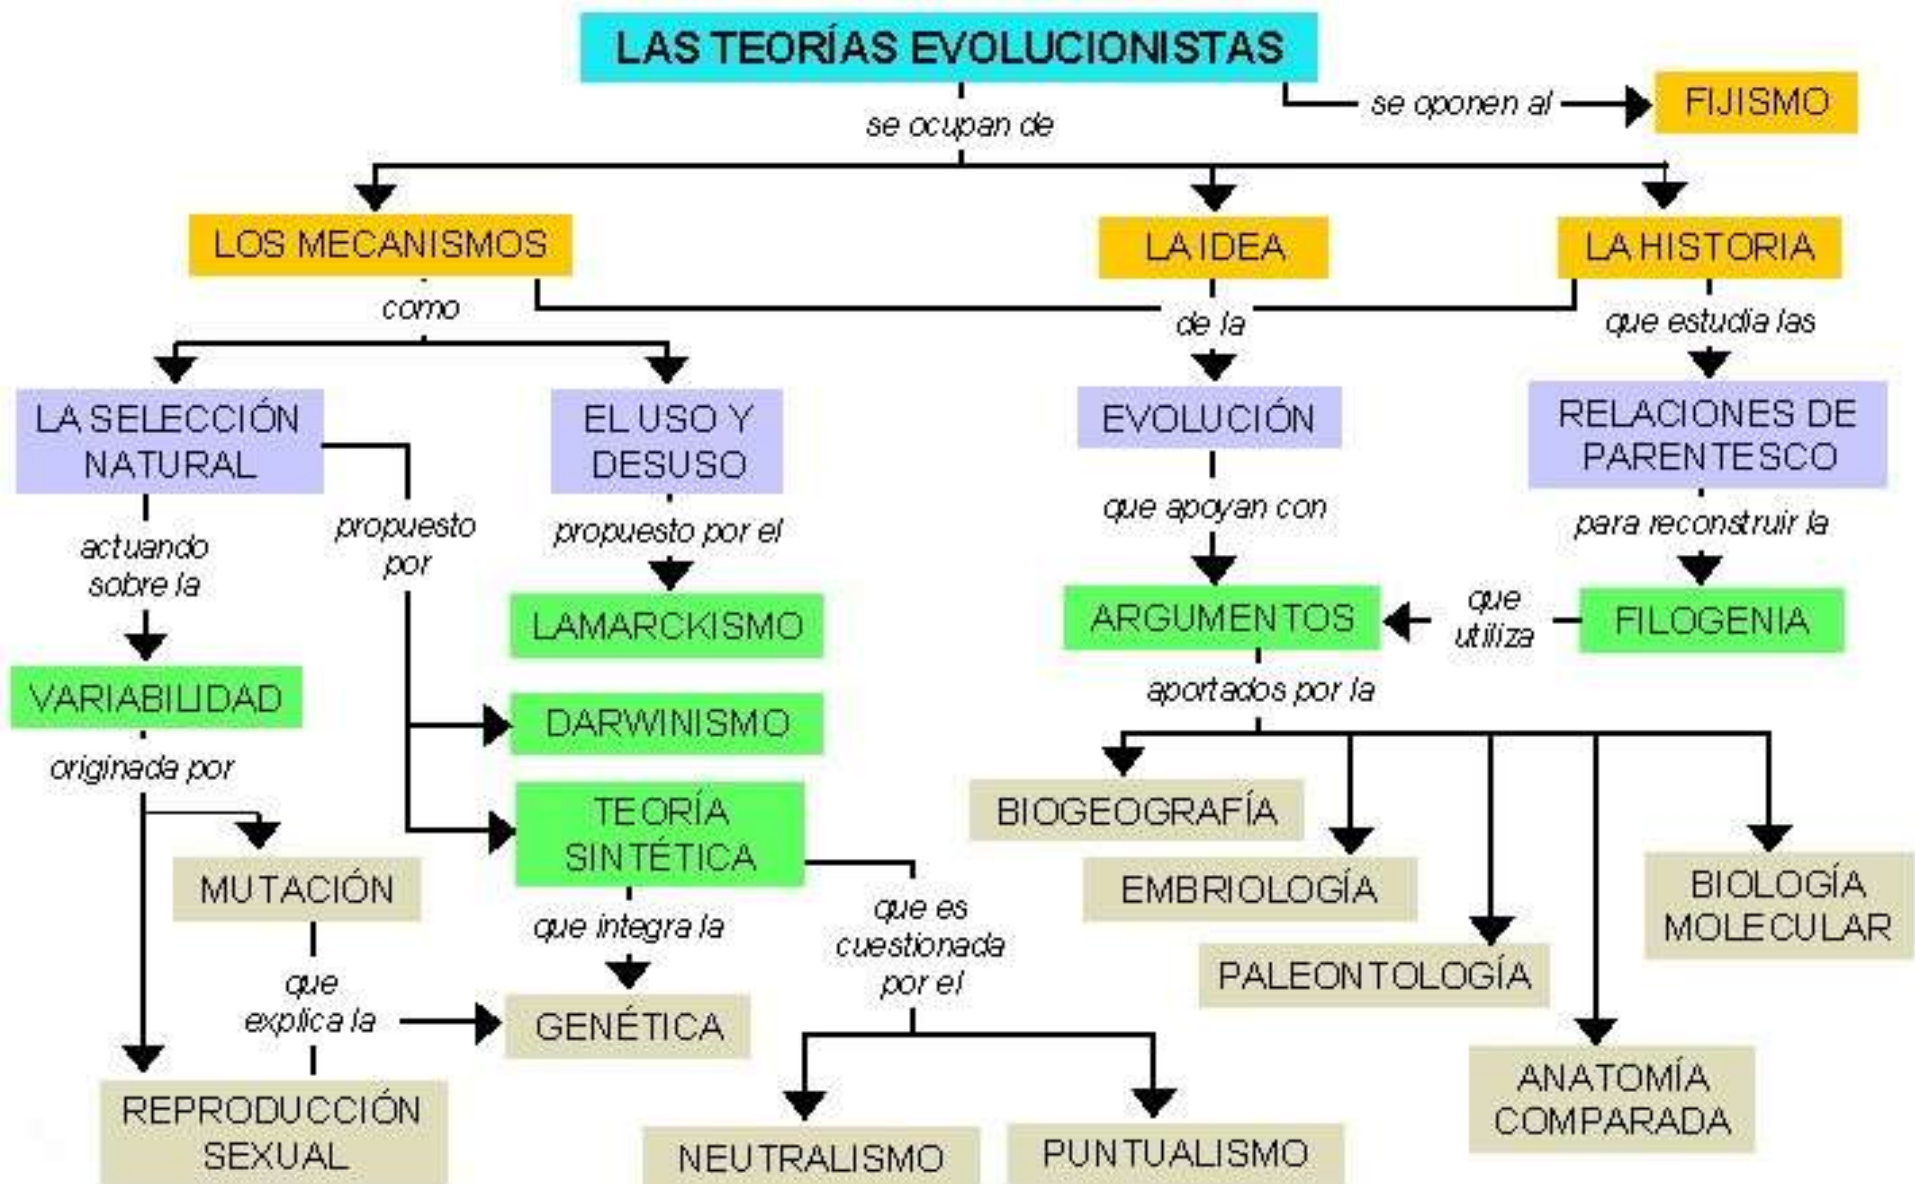 LAS TEORÍAS EVOLUCIONISTAS
se oponen al
FIJISMO
se ocupan de
LOS MECANISMOS
LA IDEA
LA HISTORIA
como
de la
que estudia las
LA SELECCIÓN
NATURAL
EL USO Y
DESUSO
EVOLUCIÓN
RELACIONES DE
PARENTESCO
actuando
sobre la
propuesto
por
propuesto por el
que apoyan con
para reconstruir la
LAMARCKISMO
ARGUMENTOS
que
utiliza
FILOGENIA
VARIABILIDAD
DARWINISMO
aportados por la
originada por
TEORÍA
SINTÉTICA
BIOGEOGRAFÍA
MUTACIÓN
EMBRIOLOGÍA
BIOLOGÍA
MOLECULAR
que integra la
que es
cuestionada
por el
PALEONTOLOGÍA
que
explica la
GENÉTICA
ANATOMÍA
COMPARADA
REPRODUCCIÓN
SEXUAL
NEUTRALISMO
PUNTUALISMO